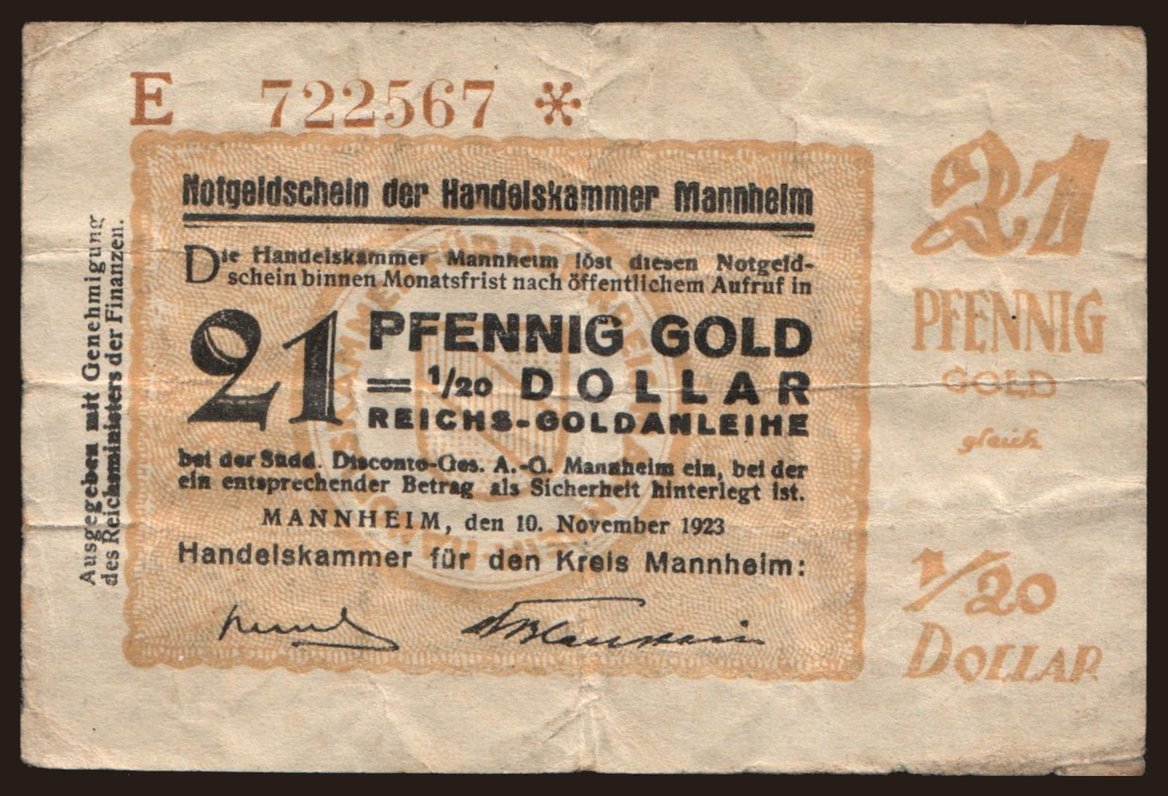 E 722567 *
Notgeldschein der Handelskammer Mannheim
Die Handelskammer Mannheim löst diesen Notgeld-
schein binnen Monatsfrist nach öffentlichem Aufruf in
21 PFENNIG GOLD
= 1/20 DOLLAR
REICHS-GOLDANLEIHE
bei der Südd. Disconto-Ges. A.-G. Mannheim ein, bei der
ein entsprechender Betrag als Sicherheit hinterlegt ist.
MANNHEIM, den 10. November 1923
Handelskammer für den Kreis Mannheim:
Ausgegeben mit Genehmigung
des Reichsministers der Finanzen.
21
PFENNIG
GOLD
gleich
1/20
DOLLAR